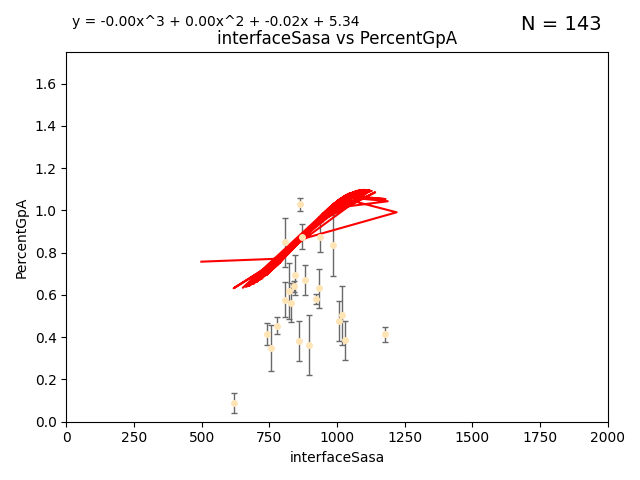 y = -0.00x^3 + 0.00x^2 + -0.02x + 5.34
N = 143
interfaceSasa vs PercentGpA
PercentGpA
1.6
1.4
1.2
1.0
0.8
0.6
0.4
0.2
0.0
0 250 500 750 1000 1250 1500 1750 2000
interfaceSasa